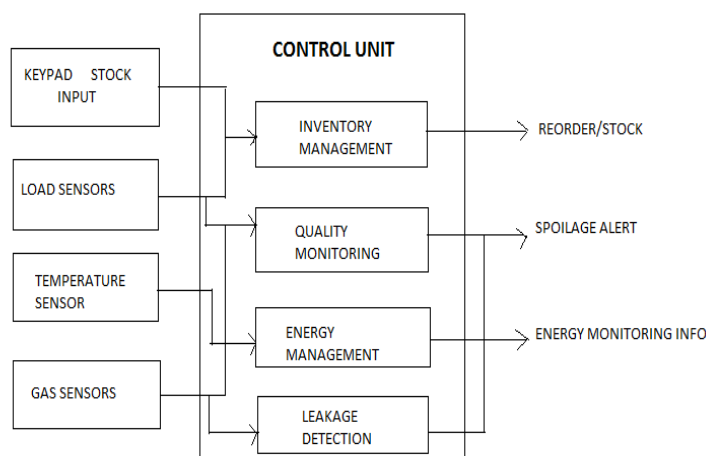 CONTROL UNIT
KEYPAD STOCK
INPUT
LOAD SENSORS
TEMPERATURE
SENSOR
GAS SENSORS
INVENTORY
MANAGEMENT
QUALITY
MONITORING
ENERGY
MANAGEMENT
LEAKAGE
DETECTION
REORDER/STOCK
SPOILAGE ALERT
ENERGY MONITORING INFO